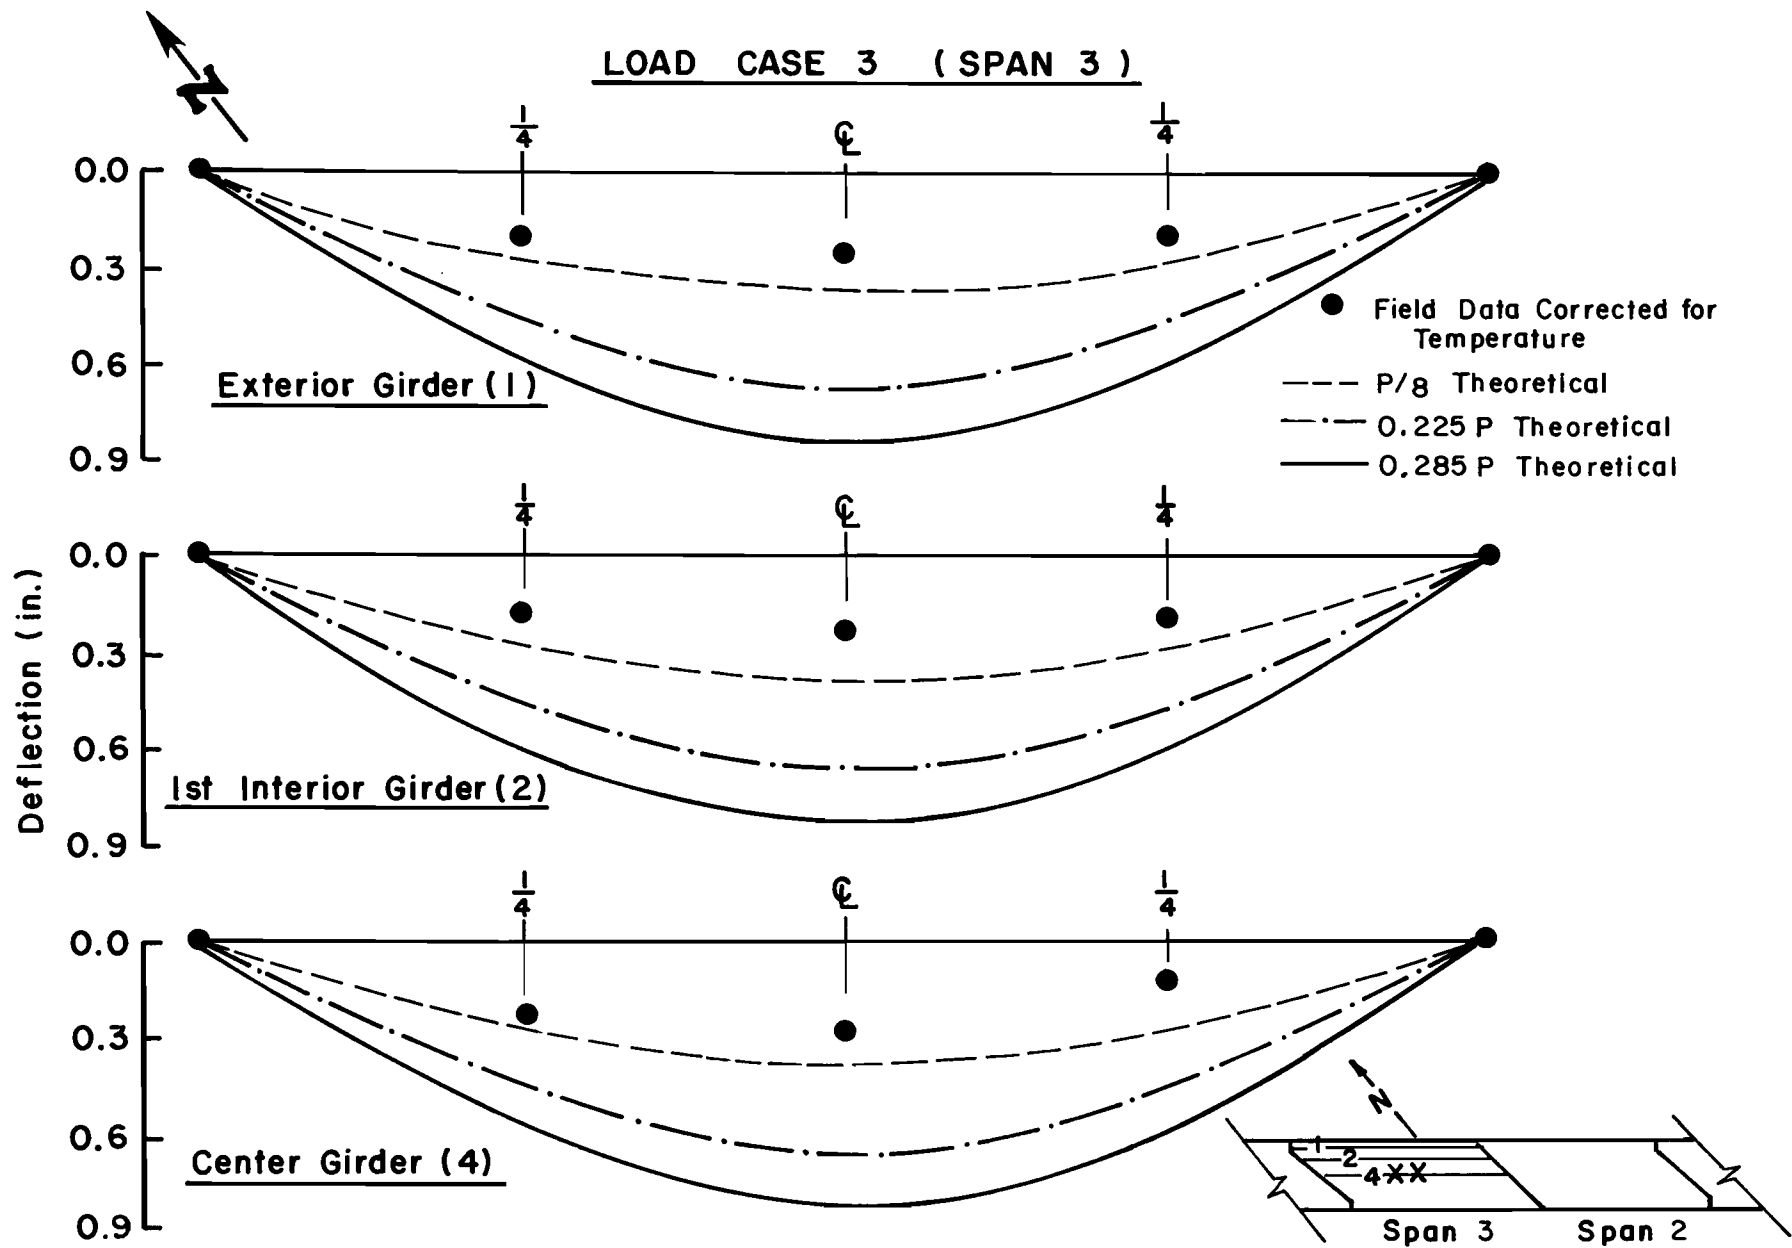 N
LOAD CASE 3 (SPAN 3)
1/4 ℄ 1/4
0.0
0.3
0.6
0.9
Exterior Girder (1)
Field Data Corrected for
Temperature
P/8 Theoretical
0.225 P Theoretical
0.285 P Theoretical
Deflection (in.)
1/4 ℄ 1/4
0.0
0.3
0.6
0.9
1st Interior Girder (2)
1/4 ℄ 1/4
0.0
0.3
0.6
0.9
Center Girder (4)
N
1
2
4 X X
Span 3 Span 2